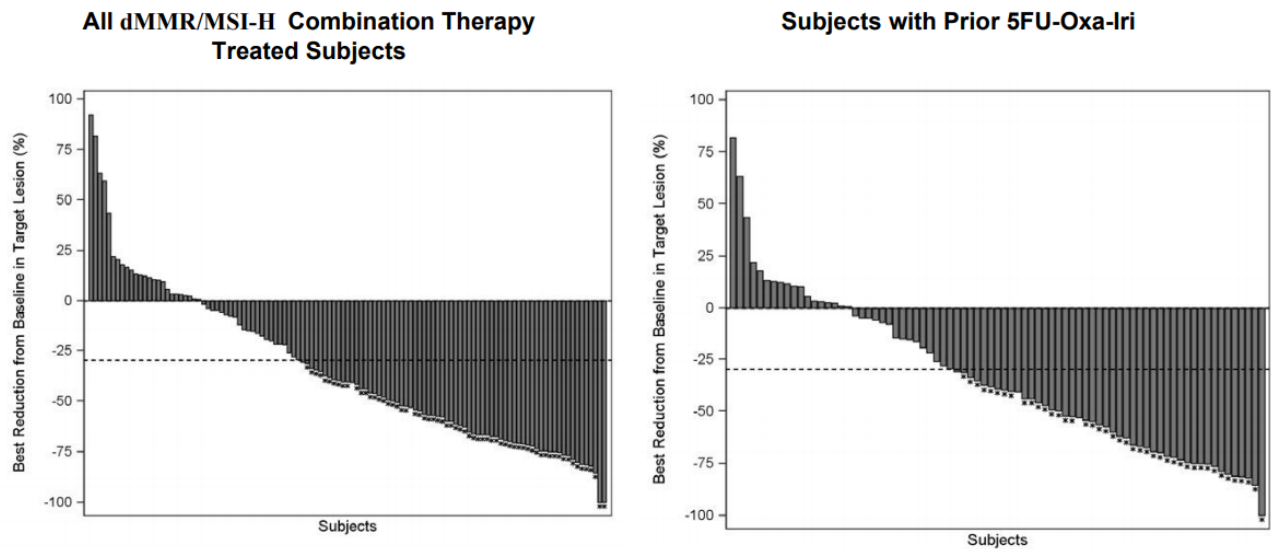 All dMMR/MSI-H Combination Therapy
Treated Subjects
Best Reduction from Baseline in Target Lesion (%)
100
75
50
25
0
-25
-50
-75
-100
Subjects
Subjects with Prior 5FU-Oxa-Iri
Best Reduction from Baseline in Target Lesion (%)
100
75
50
25
0
-25
-50
-75
-100
Subjects